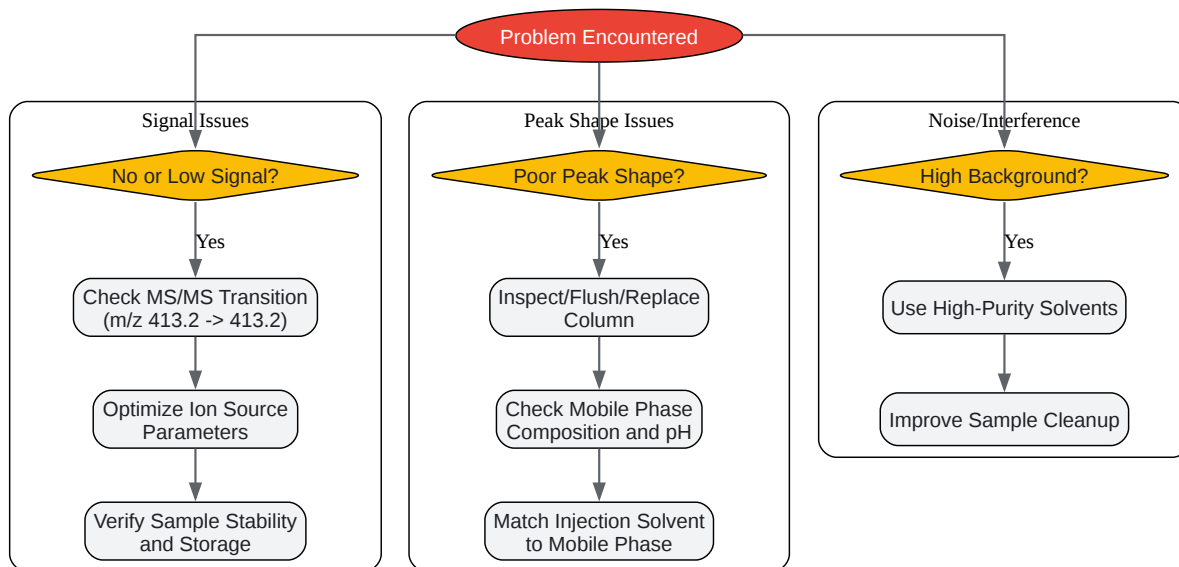 Problem Encountered
Signal Issues
No or Low Signal?
Yes
Check MS/MS Transition
(m/z 413.2 -> 413.2)
Optimize Ion Source
Parameters
Verify Sample Stability
and Storage
Peak Shape Issues
Poor Peak Shape?
Yes
Inspect/Flush/Replace
Column
Check Mobile Phase
Composition and pH
Match Injection Solvent
to Mobile Phase
Noise/Interference
High Background?
Yes
Use High-Purity Solvents
Improve Sample Cleanup